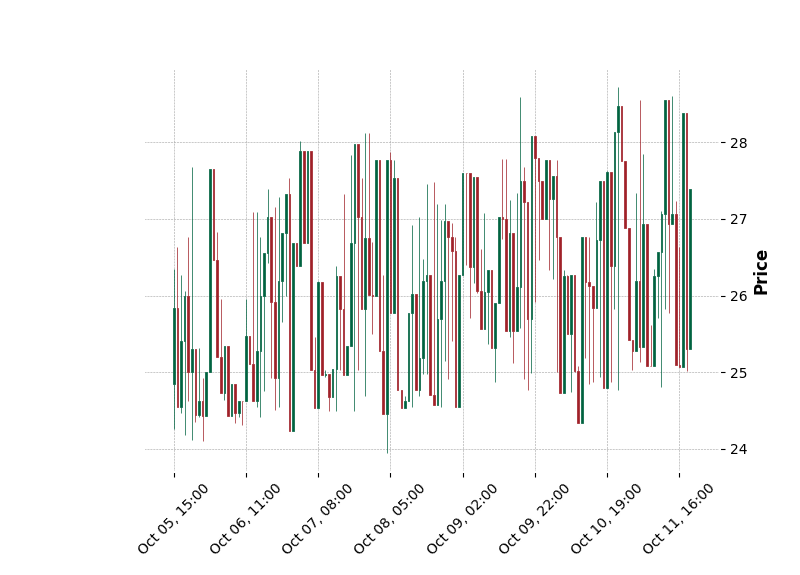 28
27
26
25
24
Price
Oct 05, 15:00
Oct 06, 11:00
Oct 07, 08:00
Oct 08, 05:00
Oct 09, 02:00
Oct 09, 22:00
Oct 10, 19:00
Oct 11, 16:00